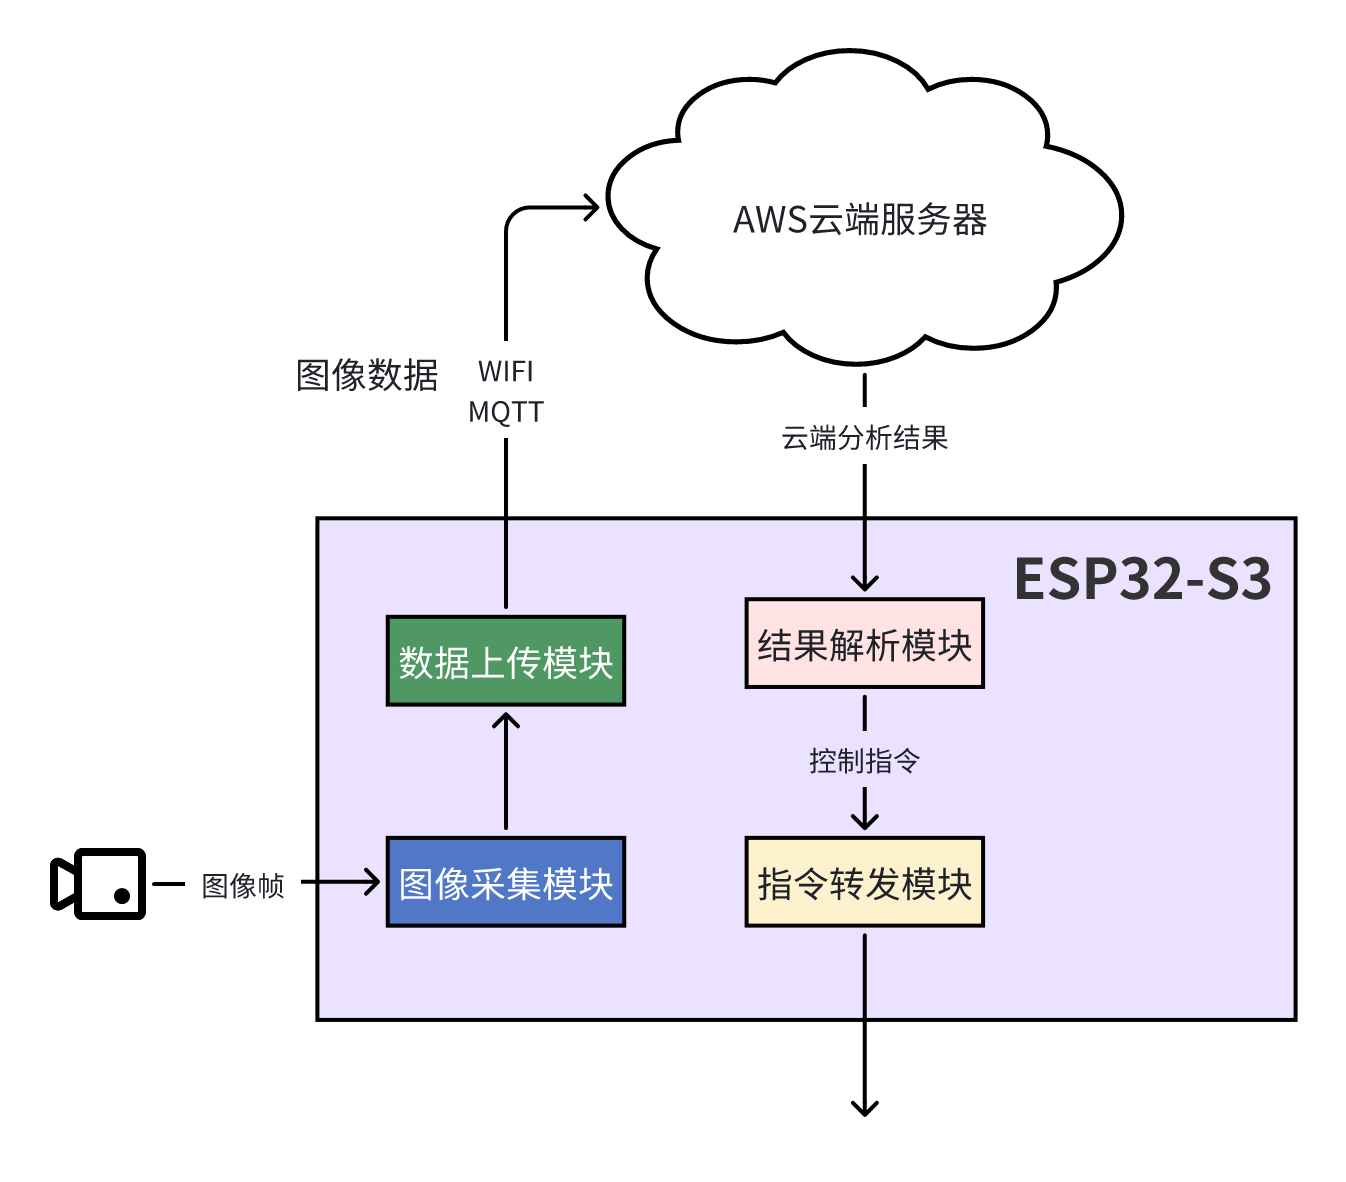 AWS云端服务器
图像数据
WIFI
MQTT
云端分析结果
ESP32-S3
数据上传模块
结果解析模块
控制指令
图像帧
图像采集模块
指令转发模块